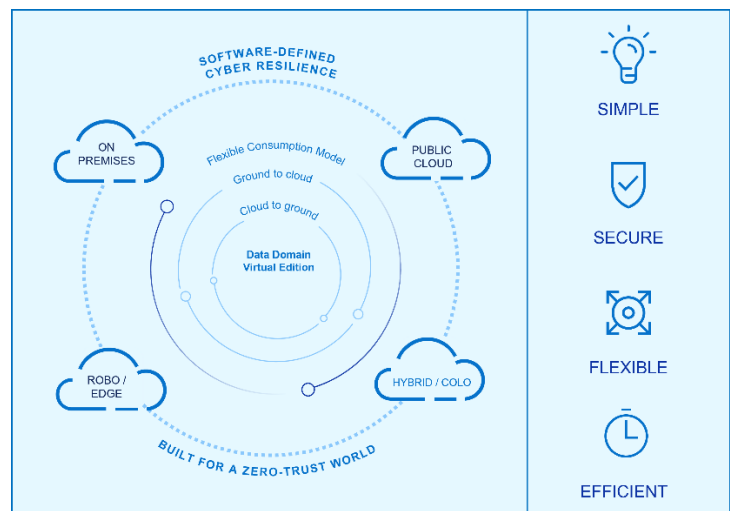 SOFTWARE-DEFINED
CYBER RESILIENCE
ON
PREMISES
PUBLIC
CLOUD
Flexible Consumption Model
Ground to cloud
Cloud to ground
Data Domain
Virtual Edition
ROBO /
EDGE
HYBRID / COLO
BUILT FOR A ZERO-TRUST WORLD
SIMPLE
SECURE
FLEXIBLE
EFFICIENT